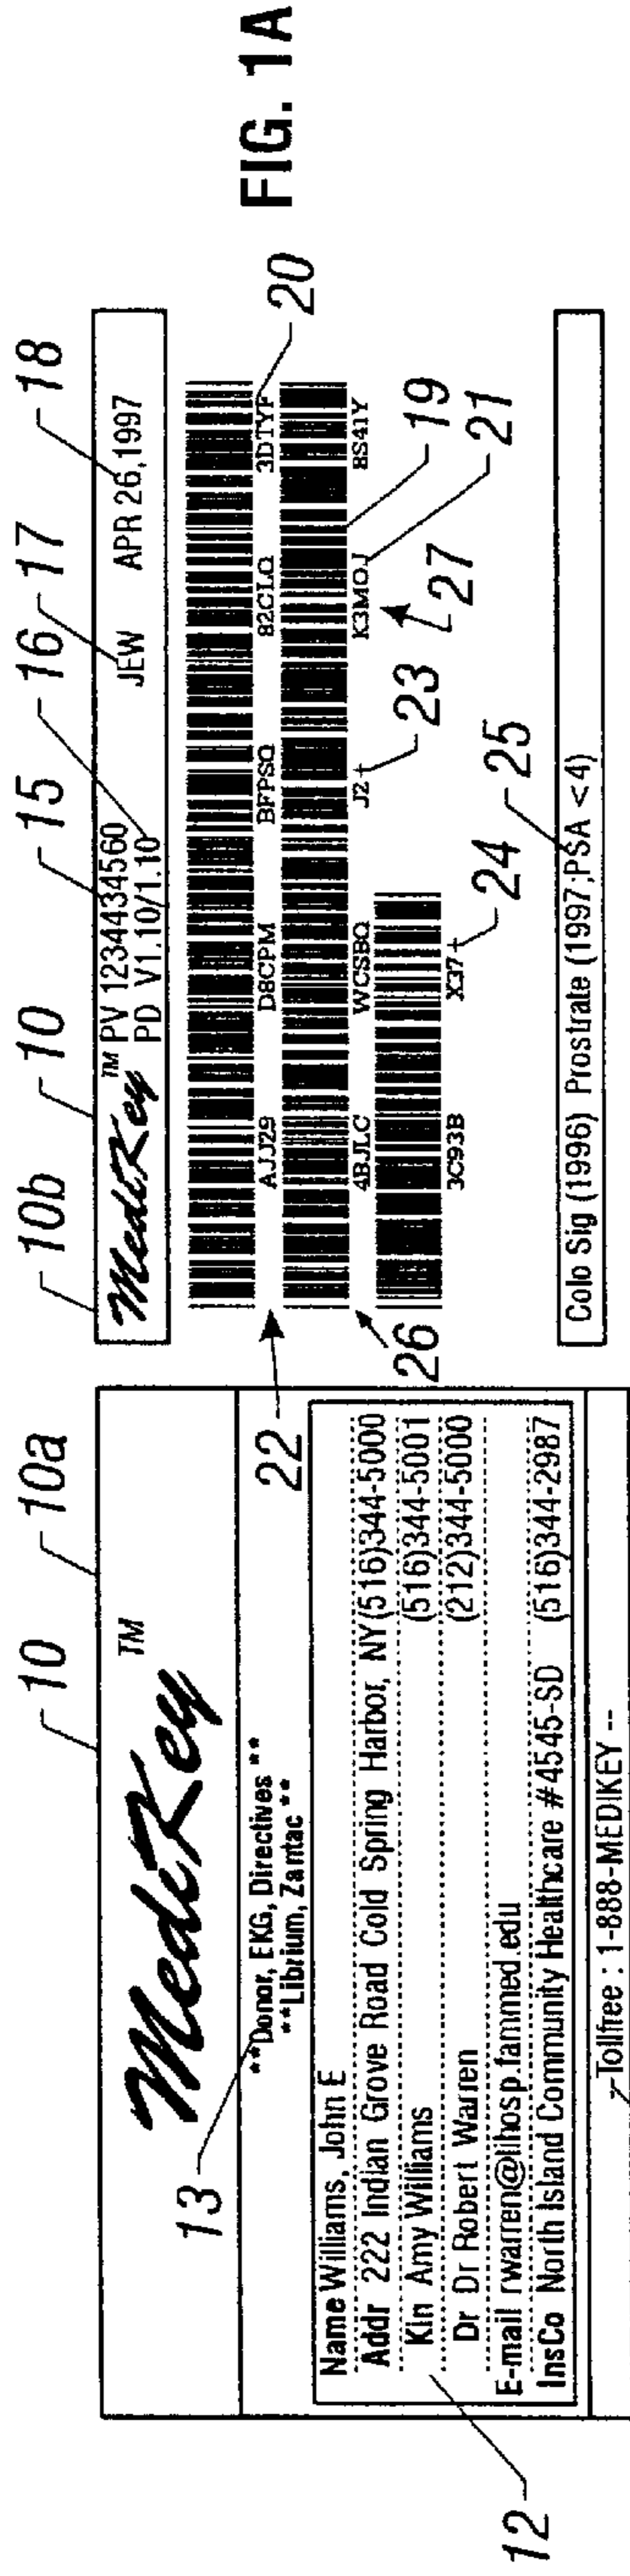 FIG. 1A
10
10a
MediKey TM
13
**Donor, EKG, Directives **
**Librium, Zantac **
22
Name Williams, John E
Addr 222 Indian Grove Road Cold Spring Harbor, NY (516)344-5000
Kin Amy Williams (516)344-5001
Dr Dr Robert Warren (212)344-5000
E-mail rwarren@lihosp.fammed.edu
InsCo North Island Community Healthcare #4545-SD (516)344-2987
12
Tollfree : 1-888-MEDIKEY --
10b
10
15
16
17
18
MediKey TM PV 1234434560
PD V1.10/1.10
JEW APR 26,1997
AJJ29 D8CPM BFPSQ 82CLQ 3DTYF
20
4BJLC WCSBQ J2 K3MOJ 8S41Y
19
26
3C93B X37
23
27
21
24
25
Colo Sig (1996) Prostrate (1997;PSA <4)